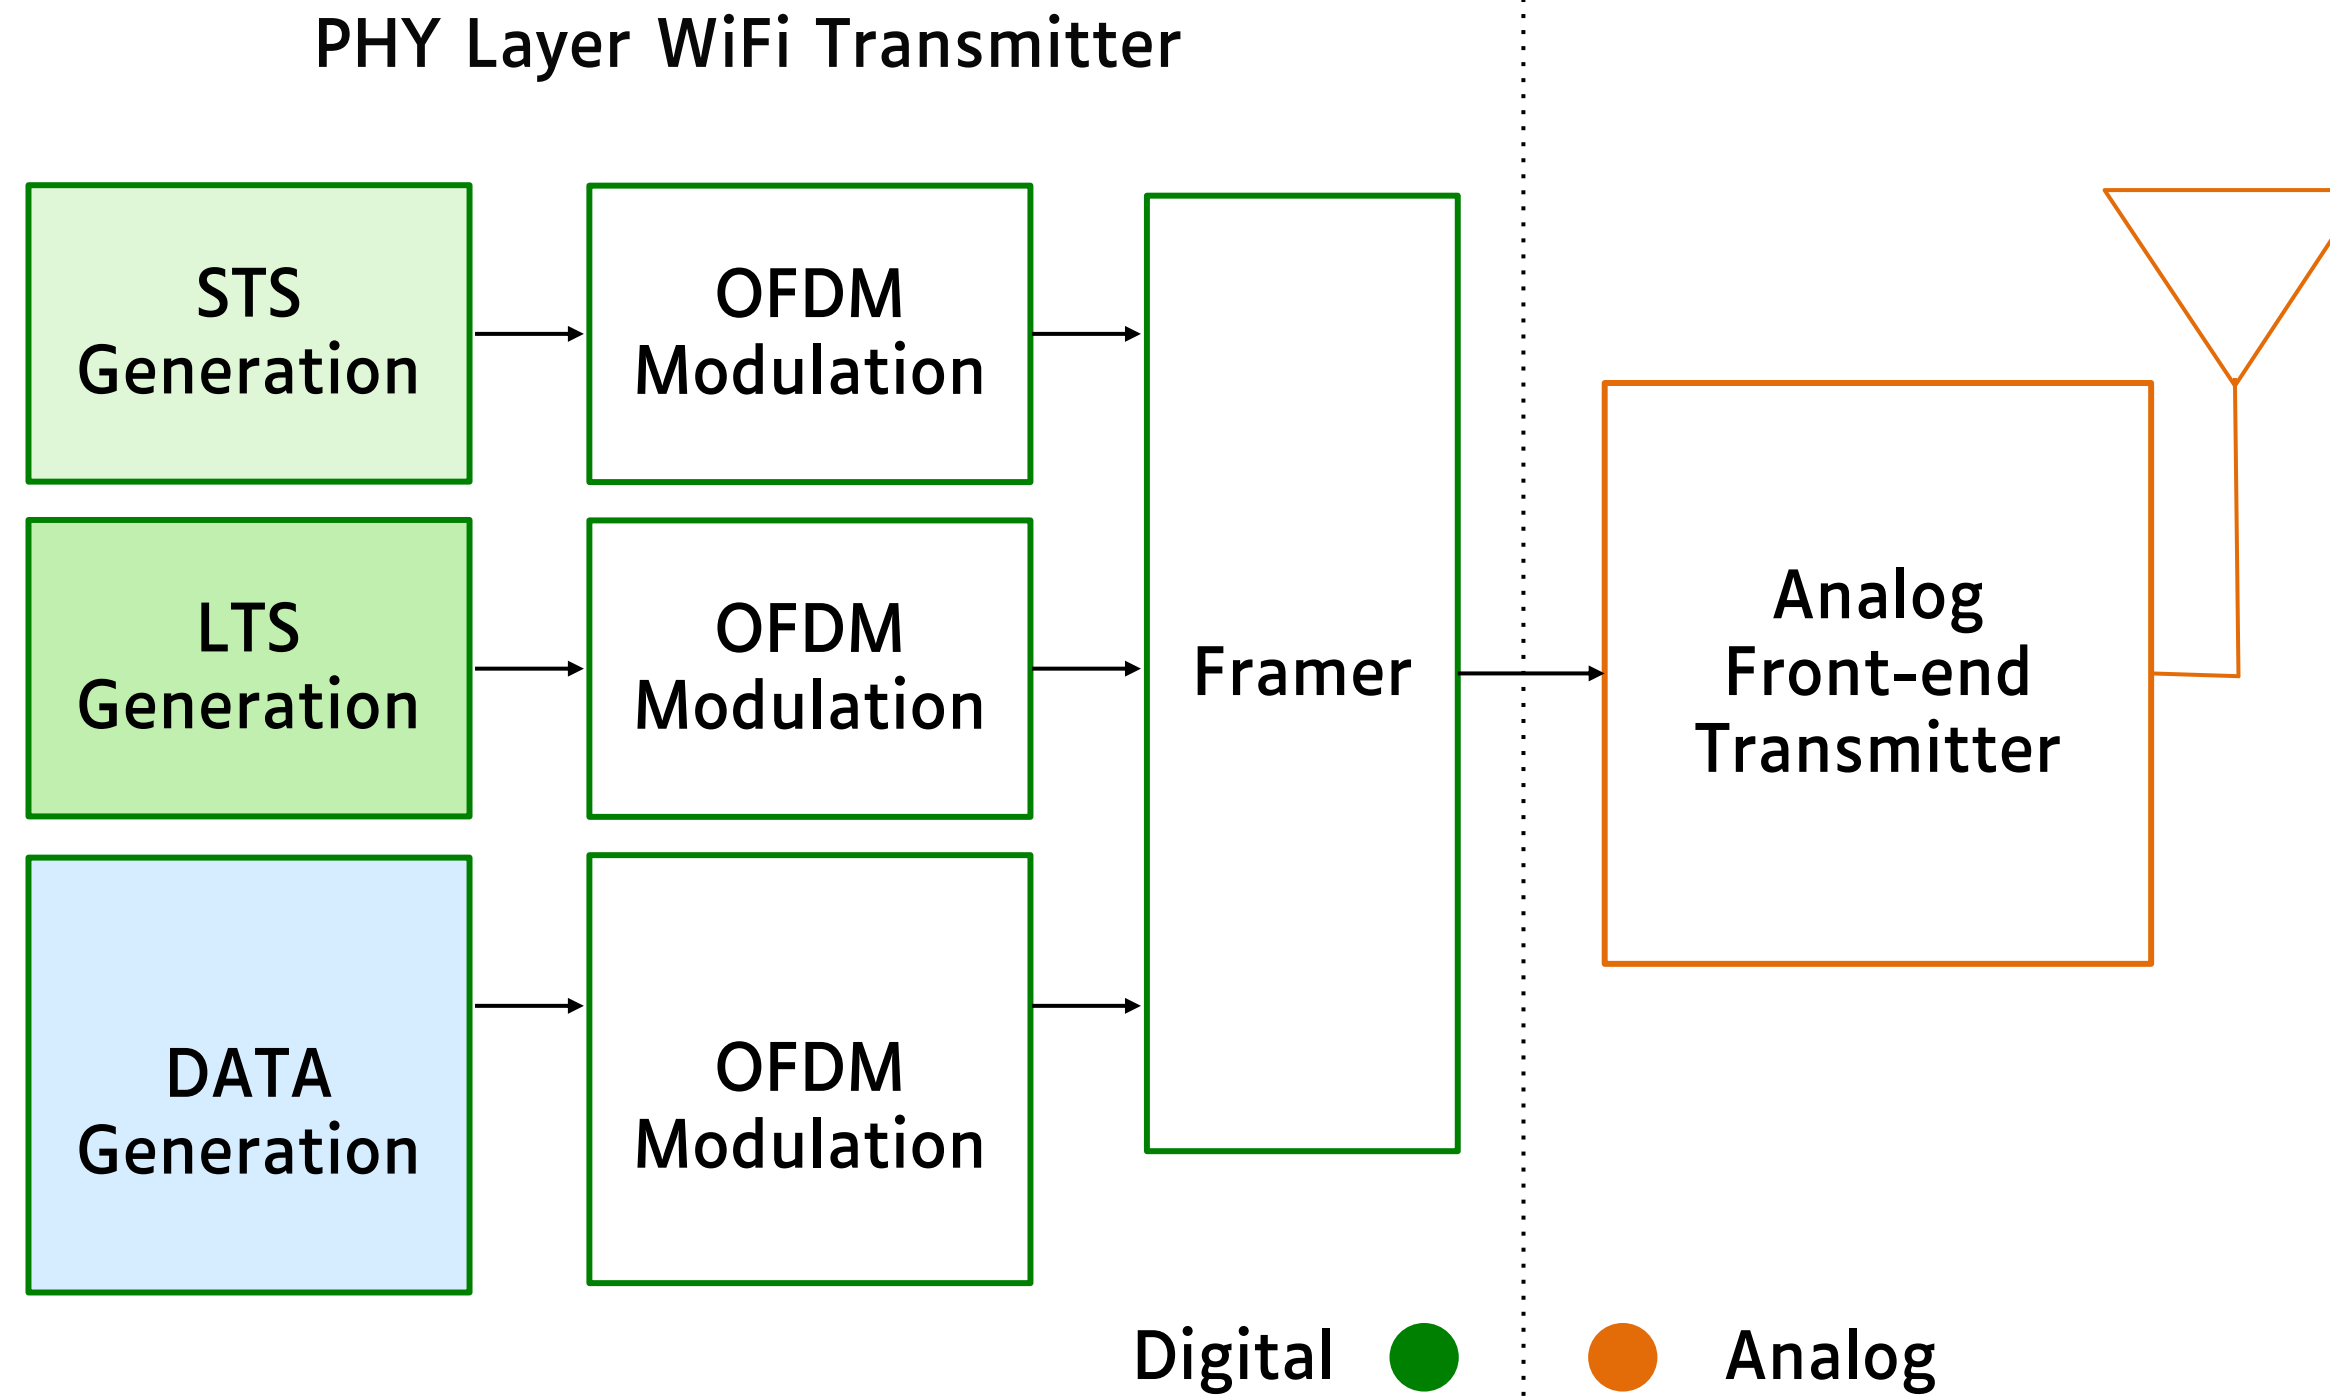 PHY Layer WiFi Transmitter
STS
Generation
OFDM
Modulation
LTS
Generation
OFDM
Modulation
DATA
Generation
OFDM
Modulation
Framer
Analog
Front-end
Transmitter
Digital
Analog